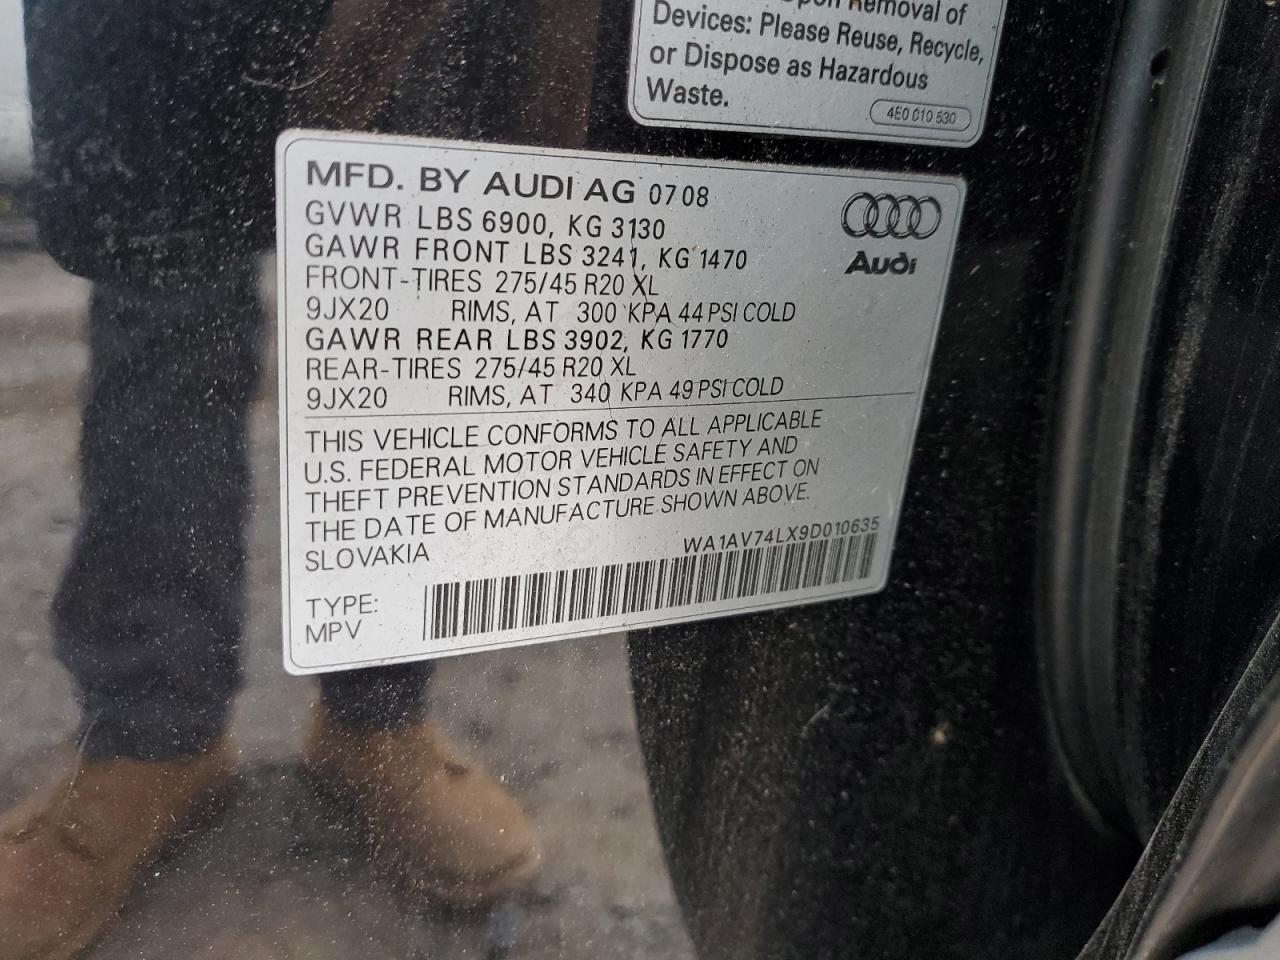 Removal of
Devices: Please Reuse, Recycle,
or Dispose as Hazardous
Waste.
4E0 010 530
MFD. BY AUDI AG 07 08
GVWR LBS 6900, KG 3130
GAWR FRONT LBS 3241, KG 1470
FRONT-TIRES 275/45 R20 XL
9JX20 RIMS, AT 300 KPA 44 PSI COLD
GAWR REAR LBS 3902, KG 1770
REAR-TIRES 275/45 R20 XL
9JX20 RIMS, AT 340 KPA 49 PSI COLD
Audi
THIS VEHICLE CONFORMS TO ALL APPLICABLE
U.S. FEDERAL MOTOR VEHICLE SAFETY AND
THEFT PREVENTION STANDARDS IN EFFECT ON
THE DATE OF MANUFACTURE SHOWN ABOVE.
SLOVAKIA
WA1AV74LX9D010635
TYPE:
MPV